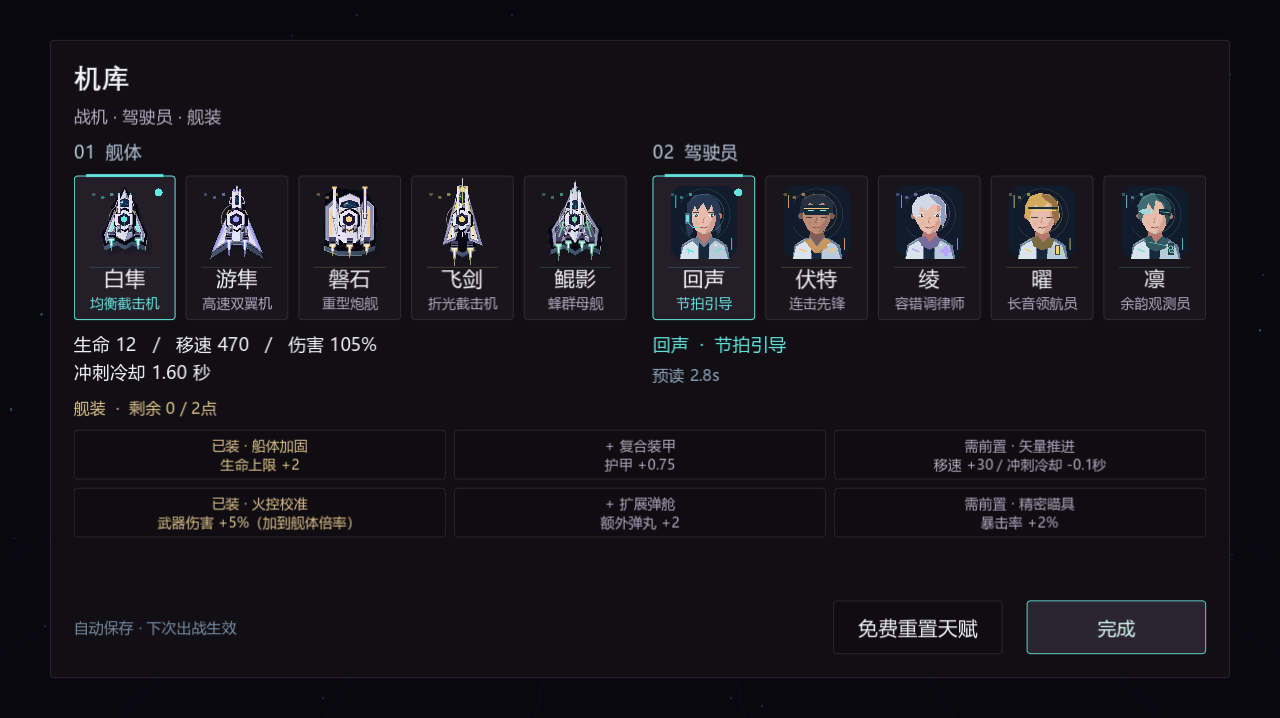 机库
战机 · 驾驶员 · 舰装
01 舰体
白隼
均衡截击机
游隼
高速双翼机
磐石
重型炮舰
飞剑
折光截击机
鲲影
蜂群母舰
生命 12 / 移速 470 / 伤害 105%
冲刺冷却 1.60 秒
02 驾驶员
回声
节拍引导
伏特
连击先锋
绫
容错调律师
曜
长音领航员
凛
余韵观测员
回声 · 节拍引导
预读 2.8s
舰装 · 剩余 0 / 2点
已装 · 船体加固
生命上限 +2
+ 复合装甲
护甲 +0.75
需前置 · 矢量推进
移速 +30 / 冲刺冷却 -0.1秒
已装 · 火控校准
武器伤害 +5%（加到舰体倍率）
+ 扩展弹舱
额外弹丸 +2
需前置 · 精密瞄具
暴击率 +2%
自动保存 · 下次出战生效
免费重置天赋
完成